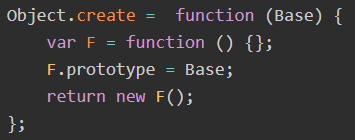 Object.create =  function (Base) {
    var F = function () {};
    F.prototype = Base;
    return new F();
};